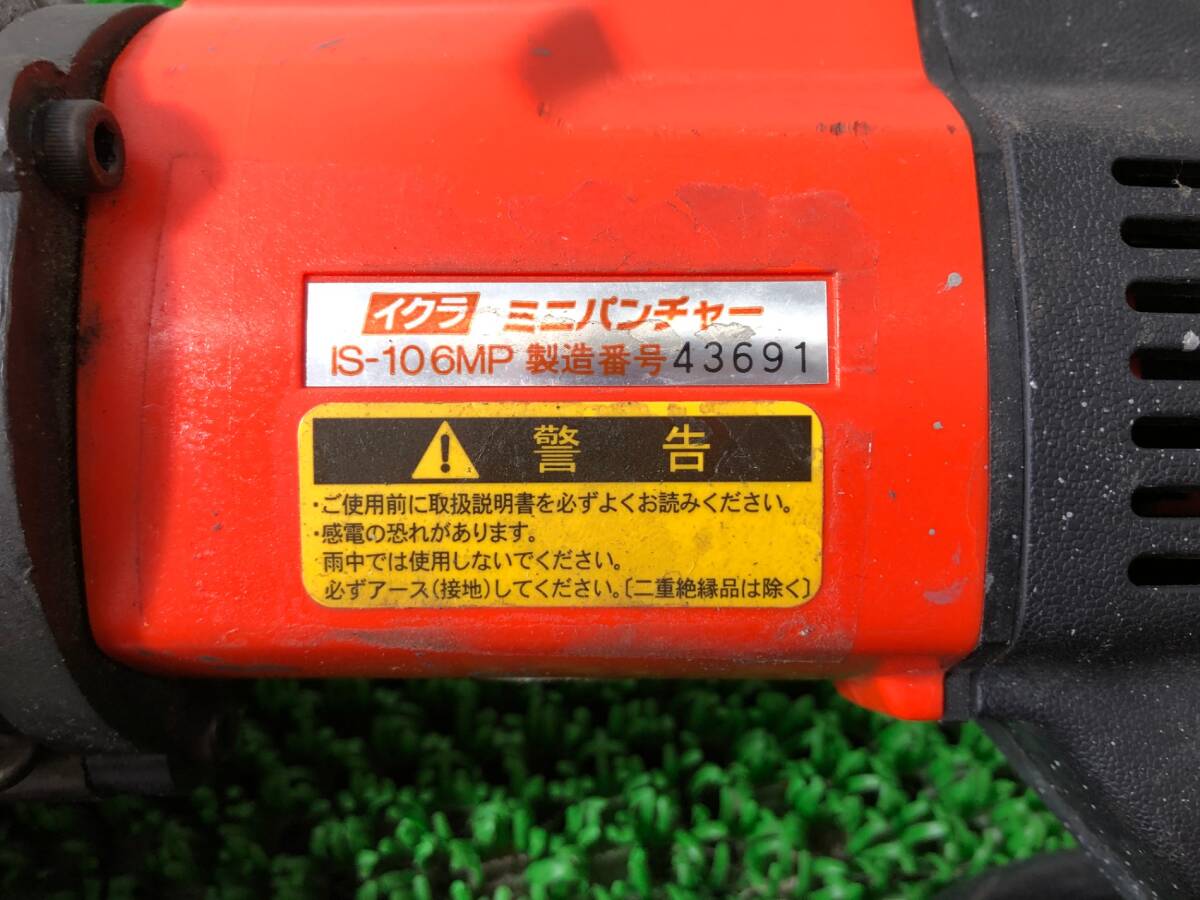 イクラ ミニパンチャー
IS-106MP 製造番号 43691
警告
・ご使用前に取扱説明書を必ずよくお読みください。
・感電の恐れがあります。
雨中では使用しないでください。
必ずアース(接地)してください。〔二重絶縁品は除く〕